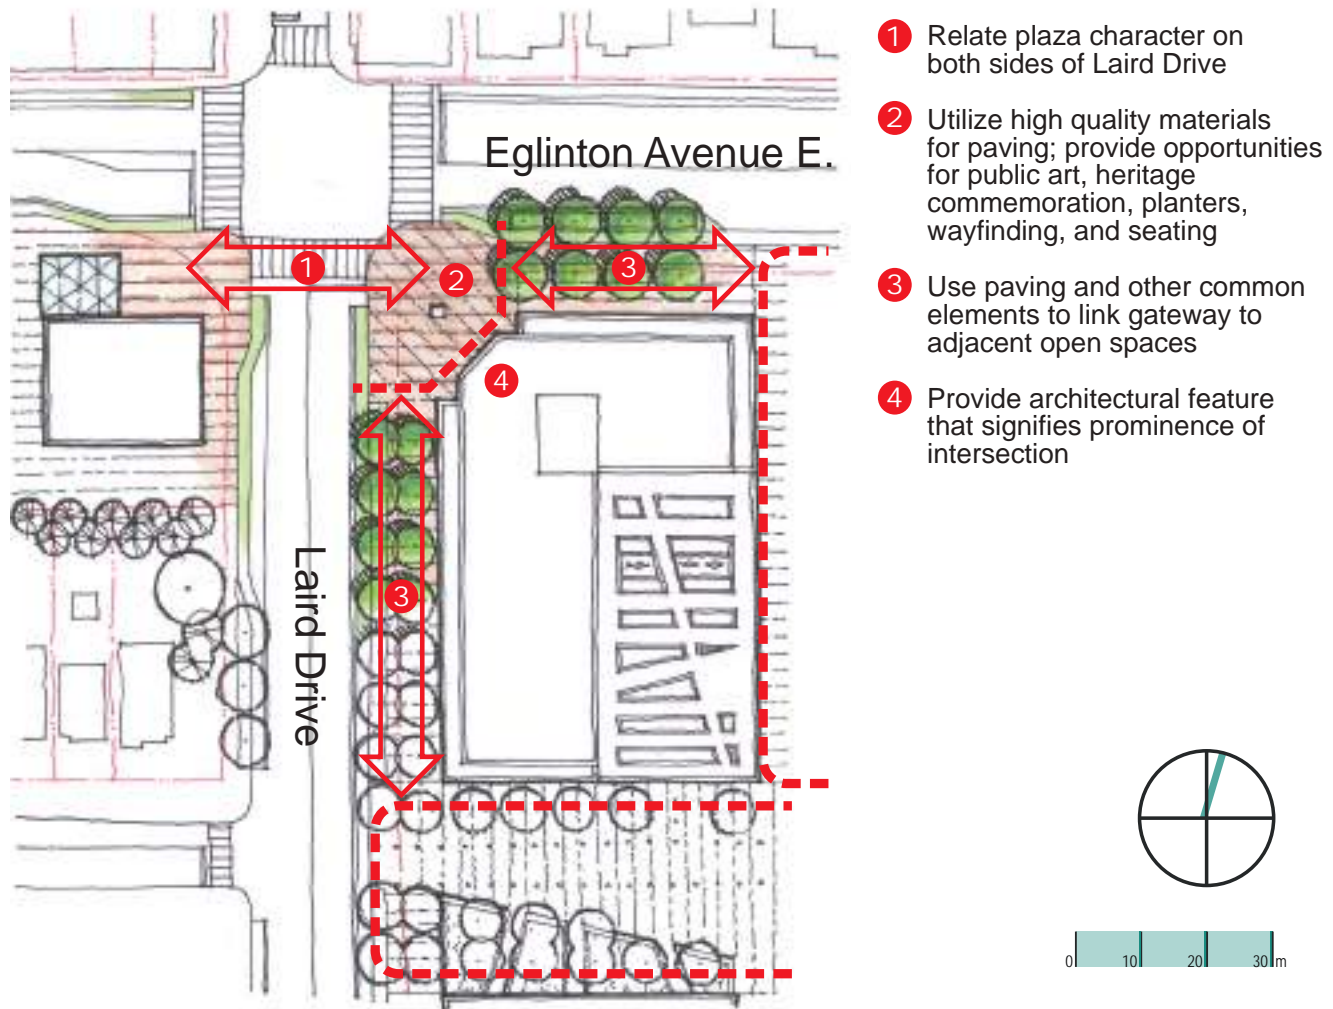 1 Relate plaza character on
both sides of Laird Drive
2 Utilize high quality materials
for paving; provide opportunities
for public art, heritage
commemoration, planters,
wayfinding, and seating
3 Use paving and other common
elements to link gateway to
adjacent open spaces
4 Provide architectural feature
that signifies prominence of
intersection
Eglinton Avenue E.
1
2
3
4
3
Laird Drive
0 10 20 30 m